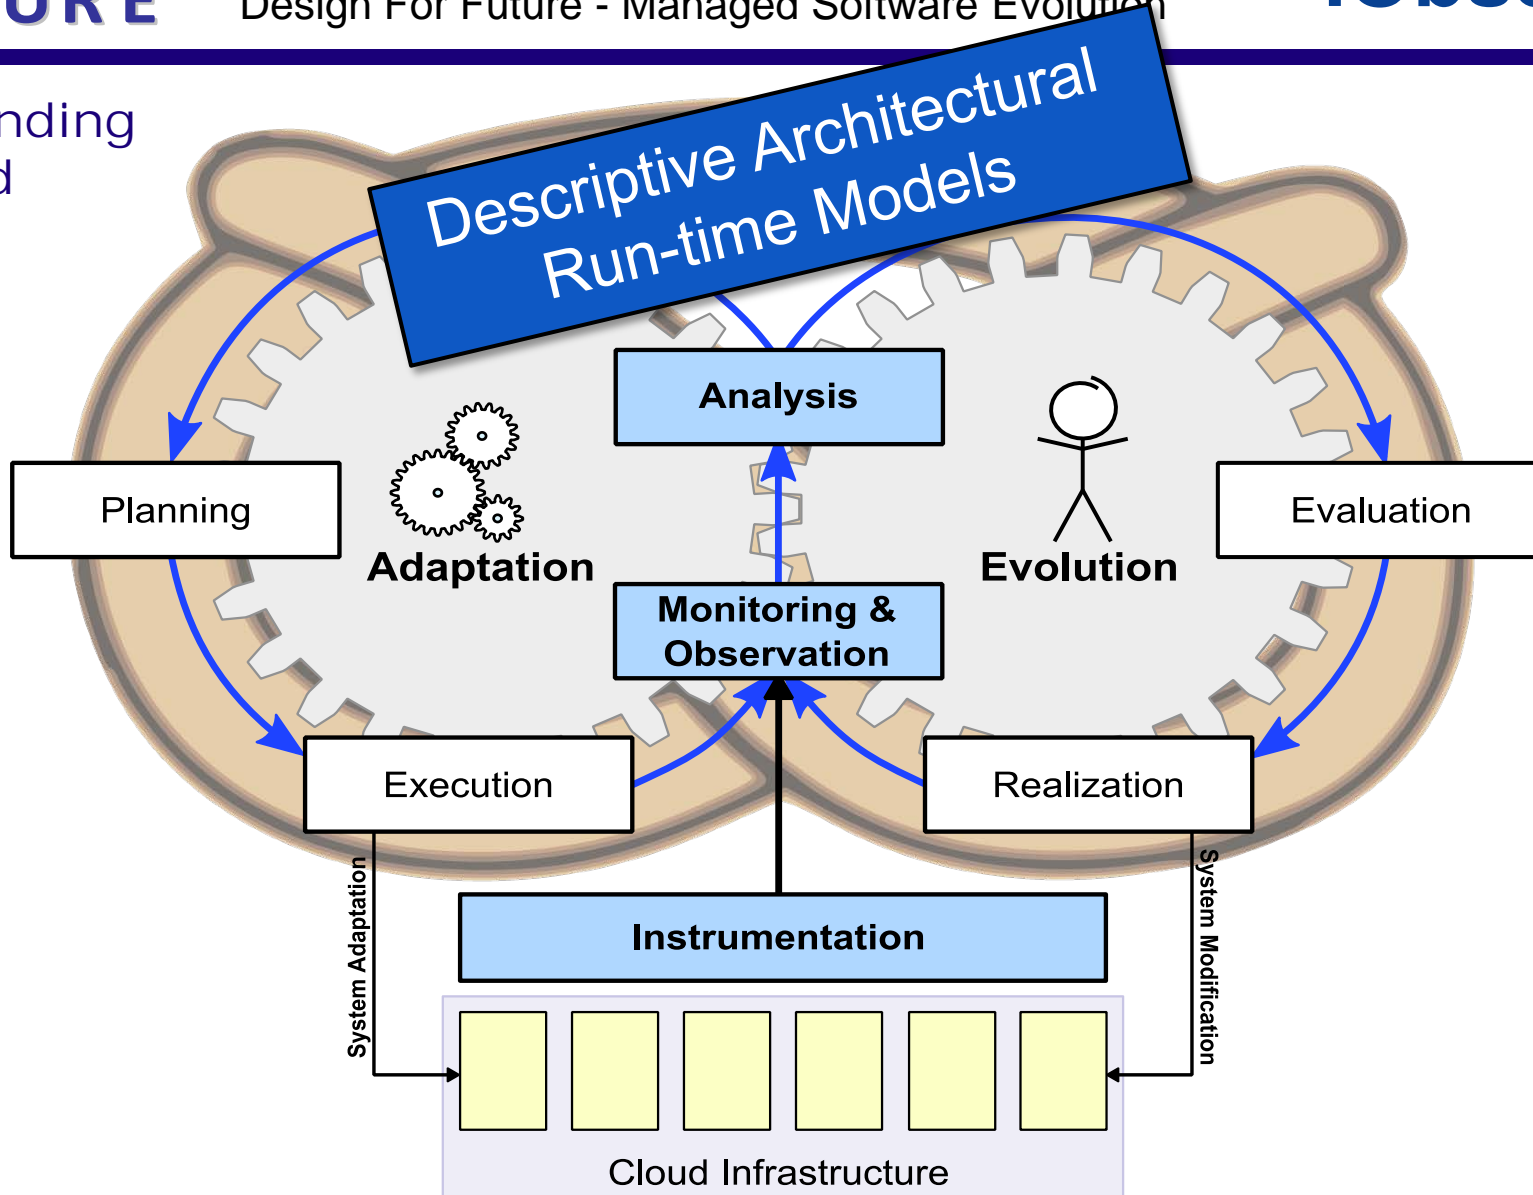 Design For Future - Managed Software Evolution
Descriptive Architectural
Run-time Models
Analysis
Planning
Evaluation
Adaptation
Evolution
Monitoring &
Observation
Execution
Realization
System Adaptation
System Modification
Instrumentation
Cloud Infrastructure